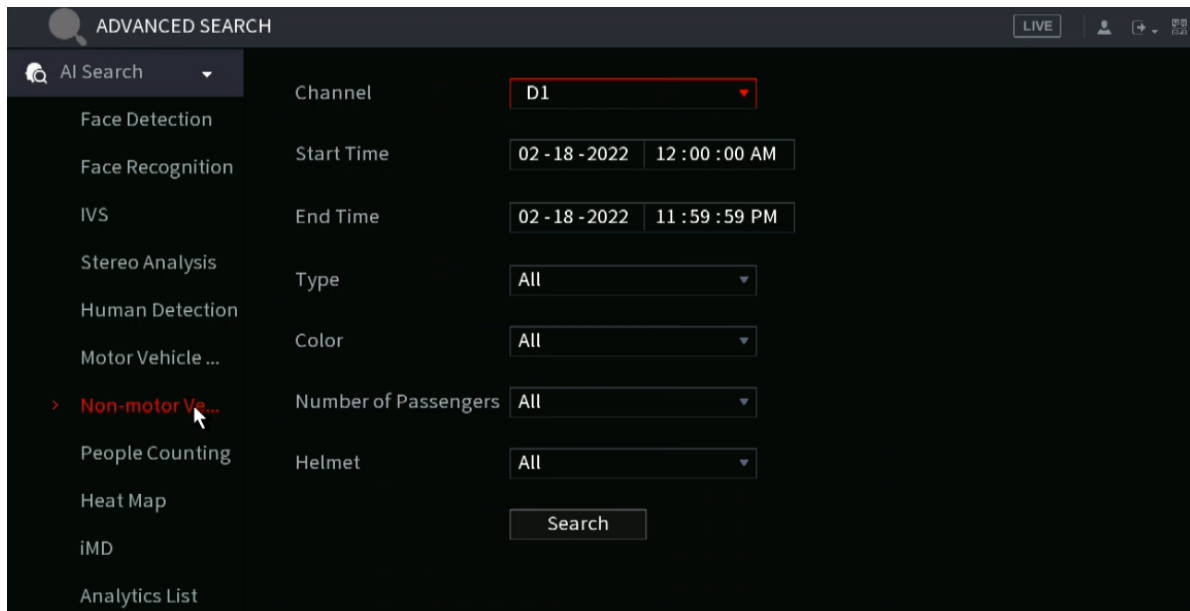 ADVANCED SEARCH
LIVE
AI Search
Face Detection
Face Recognition
IVS
Stereo Analysis
Human Detection
Motor Vehicle ...
> Non-motor Ve...
People Counting
Heat Map
iMD
Analytics List
Channel D1
Start Time 02 - 18 - 2022 12 : 00 : 00 AM
End Time 02 - 18 - 2022 11 : 59 : 59 PM
Type All
Color All
Number of Passengers All
Helmet All
Search